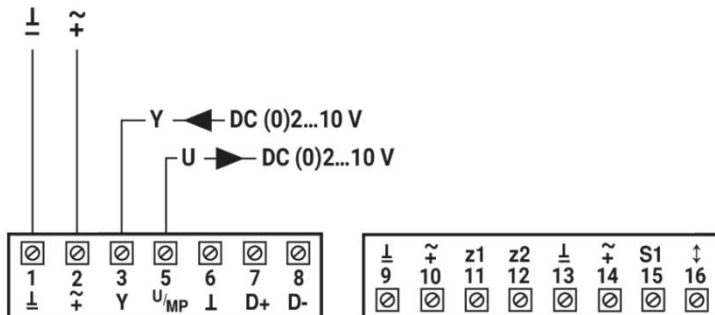 ⊥ ~
− +
Y DC (0)2...10 V
U DC (0)2...10 V
1 2 3 5 6 7 8
⊥ ~+ Y U/MP ⊥ D+ D-
⊥ ~+ z1 z2 ⊥ ~+ S1 ↕
9 10 11 12 13 14 15 16